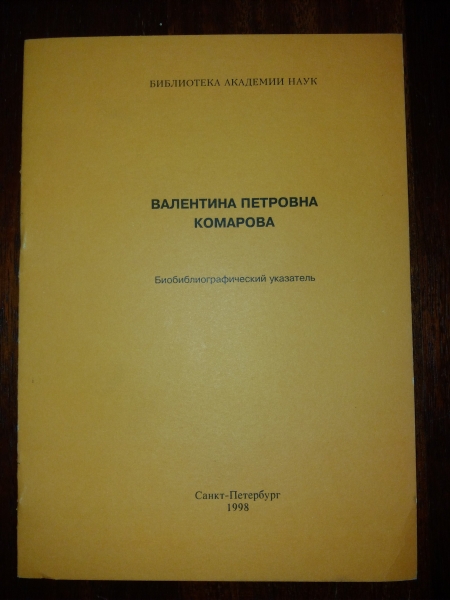 БИБЛИОТЕКА АКАДЕМИИ НАУК
ВАЛЕНТИНА ПЕТРОВНА
КОМАРОВА
Биобиблиографический указатель
Санкт-Петербург
1998